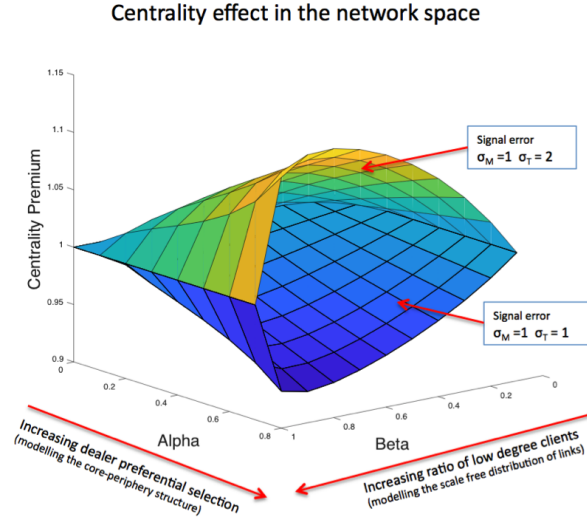 Centrality effect in the network space
1.15
1.1
1.05
1
0.95
0.9
Centrality Premium
Signal error
σM =1 σT = 2
Signal error
σM=1 σT = 1
0
0.2
0.4
0.6
0.8
Alpha
1
0.8
0.6
0.4
0.2
0
Beta
Increasing dealer preferential selection
(modelling the core-periphery structure)
Increasing ratio of low degree clients
(modelling the scale free distribution of links)